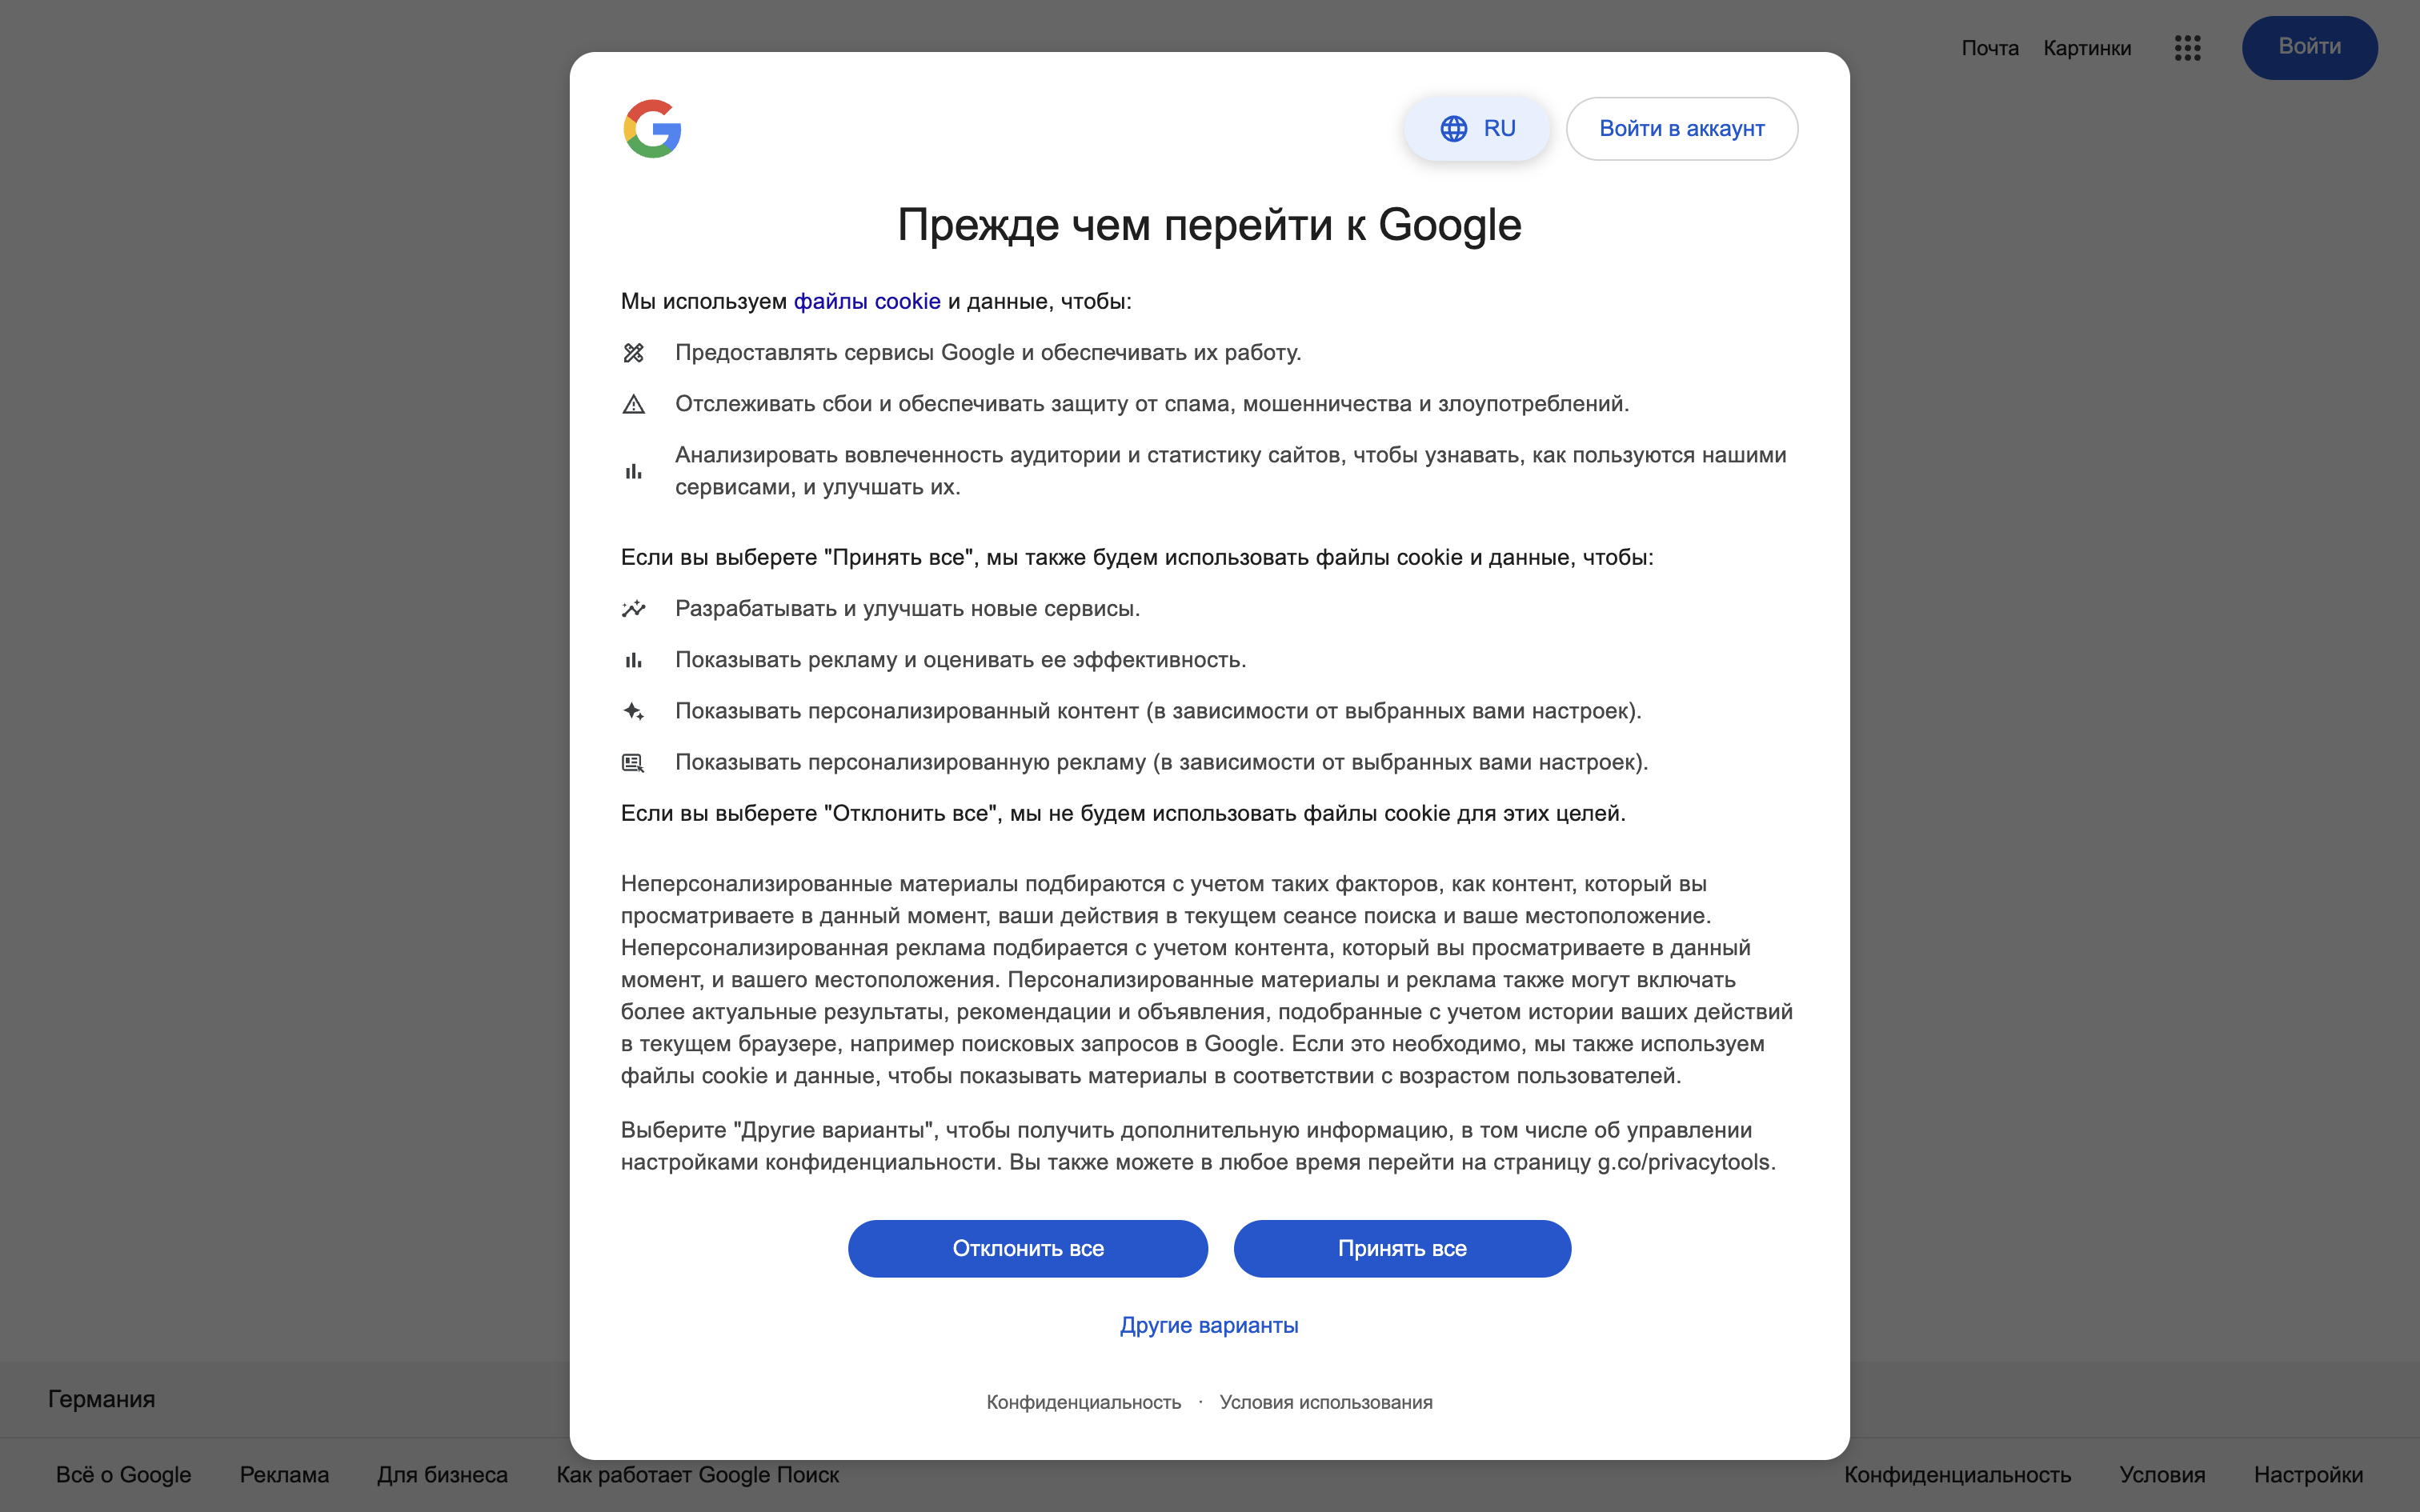 Почта
Картинки
Войти
RU
Войти в аккаунт
Прежде чем перейти к Google
Мы используем файлы cookie и данные, чтобы:
Предоставлять сервисы Google и обеспечивать их работу.
Отслеживать сбои и обеспечивать защиту от спама, мошенничества и злоупотреблений.
Анализировать вовлеченность аудитории и статистику сайтов, чтобы узнавать, как пользуются нашими
сервисами, и улучшать их.
Если вы выберете "Принять все", мы также будем использовать файлы cookie и данные, чтобы:
Разрабатывать и улучшать новые сервисы.
Показывать рекламу и оценивать ее эффективность.
Показывать персонализированный контент (в зависимости от выбранных вами настроек).
Показывать персонализированную рекламу (в зависимости от выбранных вами настроек).
Если вы выберете "Отклонить все", мы не будем использовать файлы cookie для этих целей.
Неперсонализированные материалы подбираются с учетом таких факторов, как контент, который вы
просматриваете в данный момент, ваши действия в текущем сеансе поиска и ваше местоположение.
Неперсонализированная реклама подбирается с учетом контента, который вы просматриваете в данный
момент, и вашего местоположения. Персонализированные материалы и реклама также могут включать
более актуальные результаты, рекомендации и объявления, подобранные с учетом истории ваших действий
в текущем браузере, например поисковых запросов в Google. Если это необходимо, мы также используем
файлы cookie и данные, чтобы показывать материалы в соответствии с возрастом пользователей.
Выберите "Другие варианты", чтобы получить дополнительную информацию, в том числе об управлении
настройками конфиденциальности. Вы также можете в любое время перейти на страницу g.co/privacytools.
Отклонить все
Принять все
Другие варианты
Конфиденциальность · Условия использования
Германия
Всё о Google
Реклама
Для бизнеса
Как работает Google Поиск
Конфиденциальность
Условия
Настройки